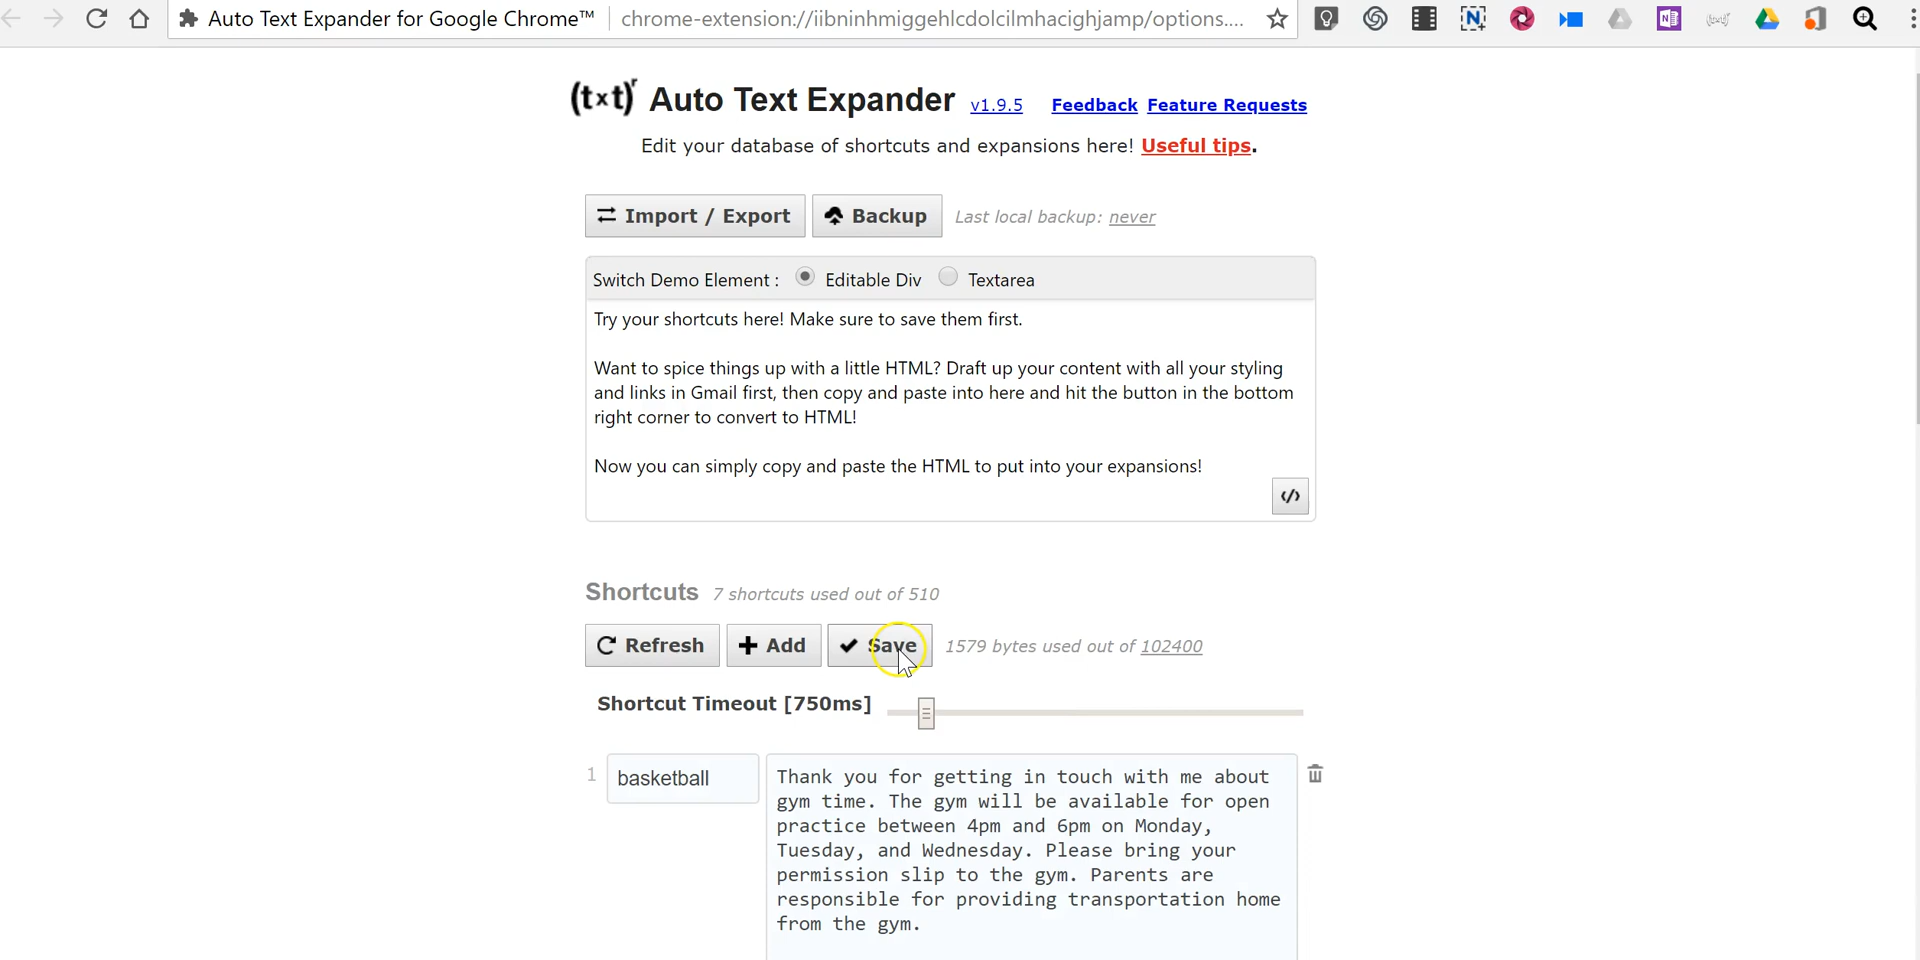 Auto Text Expander for Google Chrome™ chrome-extension://iibninhmiggehlcdolcilmhacighjamp/options....
(txt)r Auto Text Expander v1.9.5 Feedback Feature Requests
Edit your database of shortcuts and expansions here! Useful tips.
Import / Export Backup Last local backup: never
Switch Demo Element : Editable Div Textarea
Try your shortcuts here! Make sure to save them first.
Want to spice things up with a little HTML? Draft up your content with all your styling
and links in Gmail first, then copy and paste into here and hit the button in the bottom
right corner to convert to HTML!
Now you can simply copy and paste the HTML to put into your expansions!
</>
Shortcuts 7 shortcuts used out of 510
Refresh Add Save 1579 bytes used out of 102400
Shortcut Timeout [750ms]
1 basketball Thank you for getting in touch with me about
gym time. The gym will be available for open
practice between 4pm and 6pm on Monday,
Tuesday, and Wednesday. Please bring your
permission slip to the gym. Parents are
responsible for providing transportation home
from the gym.